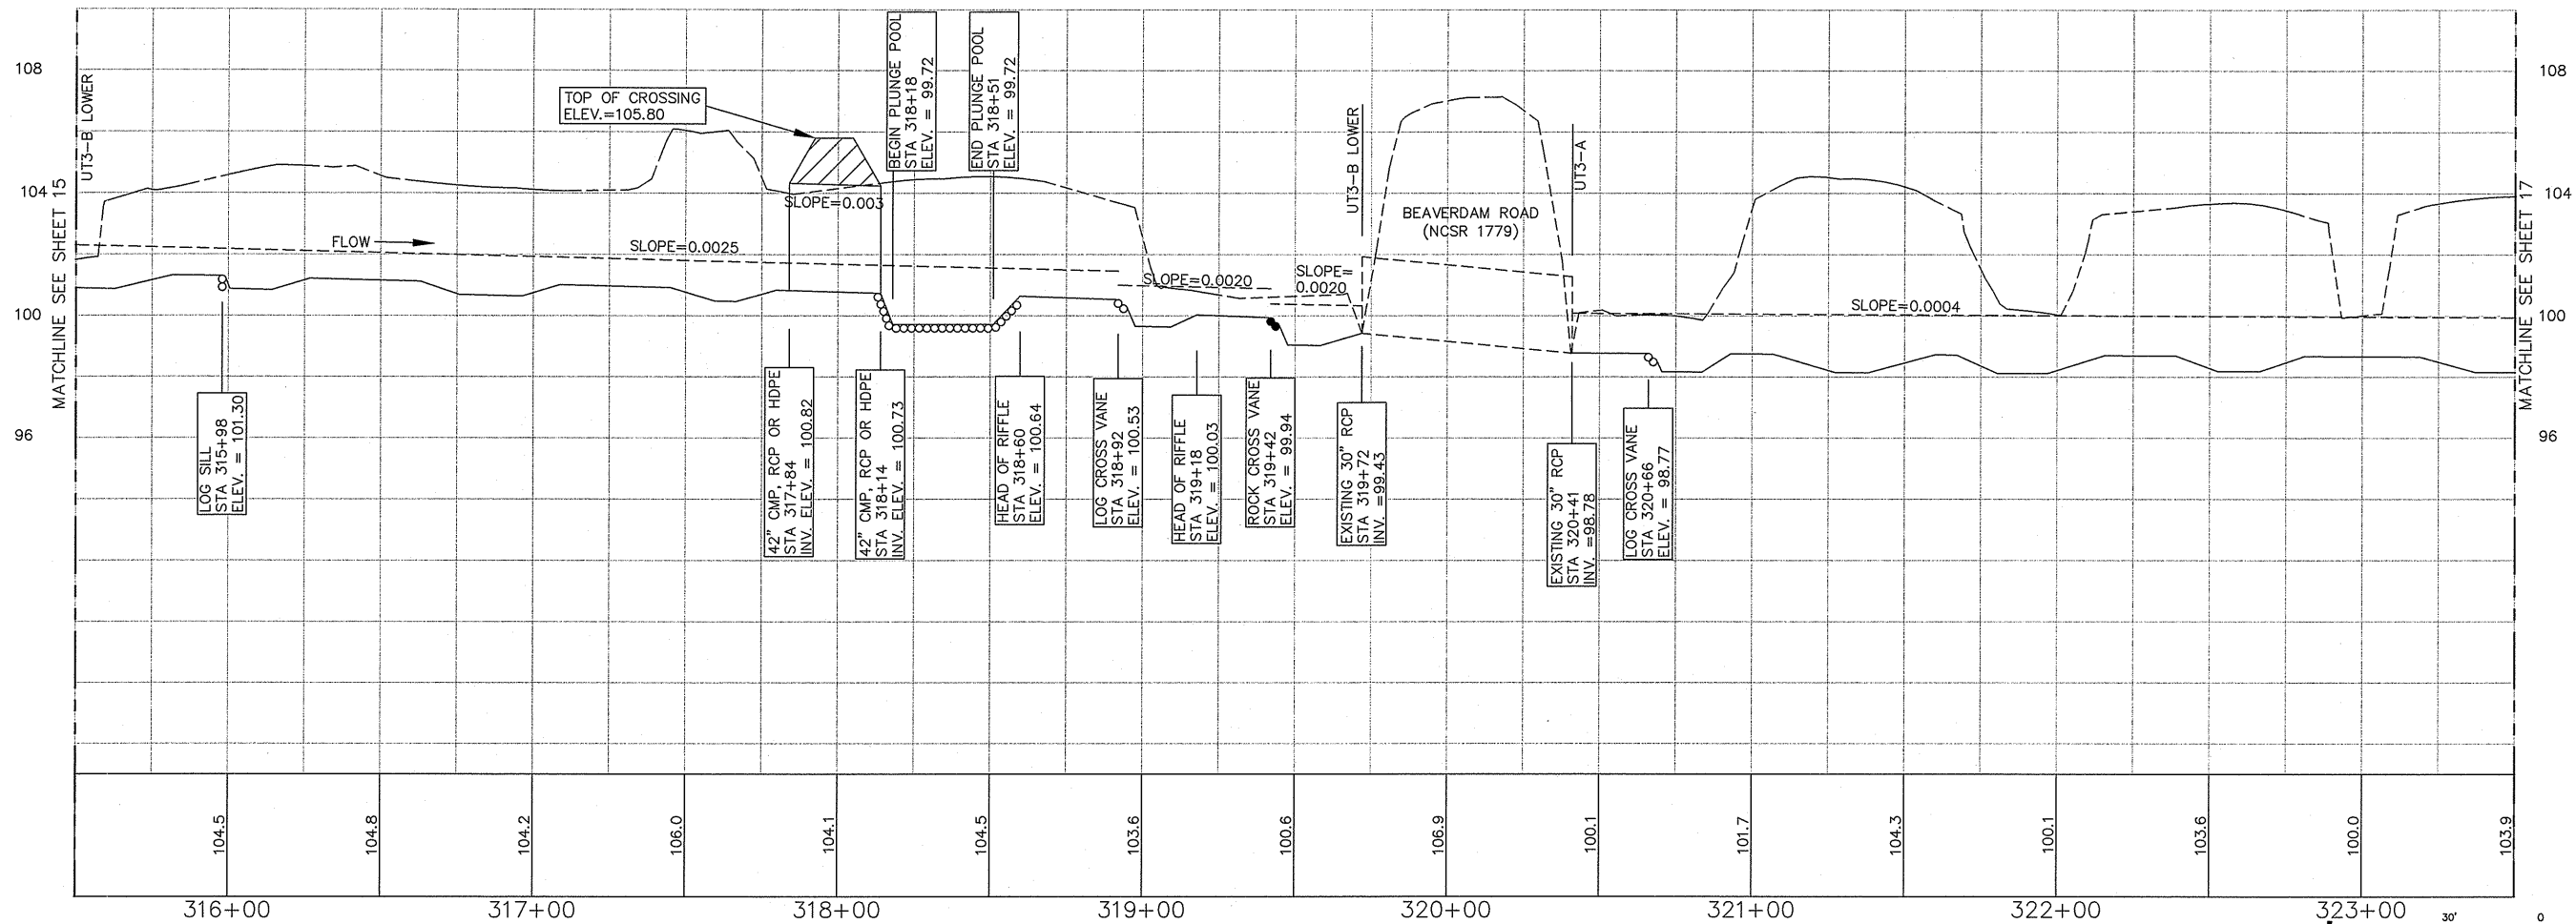 108
104
100
96
MATCHLINE SEE SHEET 15
UT3-B LOWER
TOP OF CROSSING
ELEV.=105.80
BEGIN PLUNGE POOL
STA 318+18
ELEV. = 99.72
END PLUNGE POOL
STA 318+51
ELEV. = 99.72
FLOW
SLOPE=0.0025
SLOPE=0.003
SLOPE=0.0020
SLOPE=
0.0020
UT3-B LOWER
BEAVERDAM ROAD
(NCSR 1779)
UT3-A
SLOPE=0.0004
108
104
100
96
MATCHLINE SEE SHEET 17
LOG SILL
STA 315+98
ELEV. = 101.30
42" CMP, RCP OR HDPE
STA 317+84
INV. ELEV. = 100.82
42" CMP, RCP OR HDPE
STA 318+14
INV. ELEV. = 100.73
HEAD OF RIFFLE
STA 318+60
ELEV. = 100.64
LOG CROSS VANE
STA 318+92
ELEV. = 100.53
HEAD OF RIFFLE
STA 319+18
ELEV. = 100.03
ROCK CROSS VANE
STA 319+42
ELEV. = 99.94
EXISTING 30" RCP
STA 319+72
INV. =99.43
EXISTING 30" RCP
STA 320+41
INV. =98.78
LOG CROSS VANE
STA 320+66
ELEV. = 98.77
104.5
104.8
104.2
106.0
104.1
104.5
103.6
100.6
106.9
100.1
101.7
104.3
100.1
103.6
100.0
103.9
316+00
317+00
318+00
319+00
320+00
321+00
322+00
323+00
30'
0